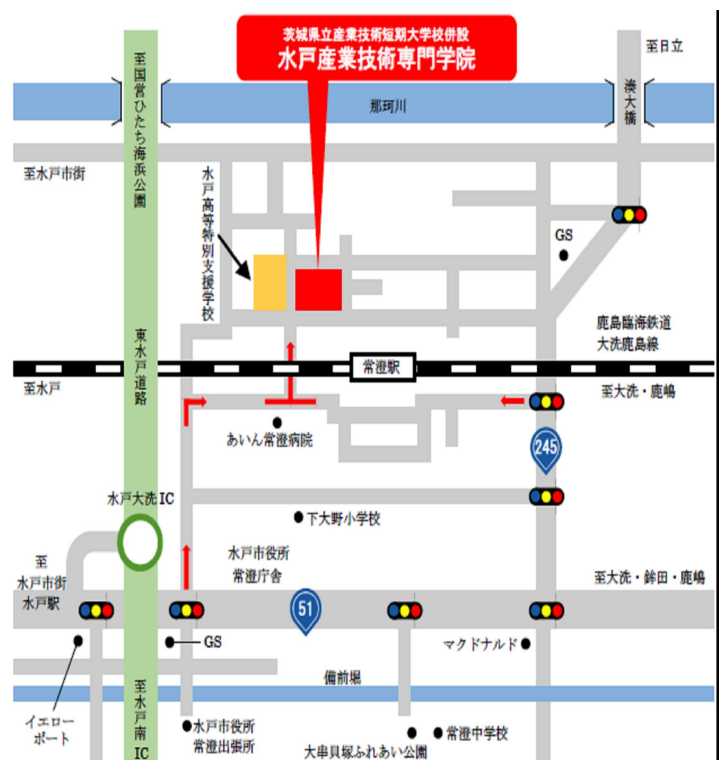 茨城県立産業技術短期大学校併設
水戸産業技術専門学院
至日立
至国営ひたち海浜公園
那珂川
湊大橋
至水戸市街
水戸高等特別支援学校
GS
鹿島臨海鉄道
大洗鹿島線
東水戸道路
常澄駅
至水戸
至大洗・鹿嶋
あいん常澄病院
245
水戸大洗IC
下大野小学校
至
水戸市街
水戸駅
水戸市役所
常澄庁舎
至大洗・鉾田・鹿嶋
51
GS
マクドナルド
備前堀
至水戸南IC
イエロー
ポート
水戸市役所
常澄出張所
常澄中学校
大串貝塚ふれあい公園